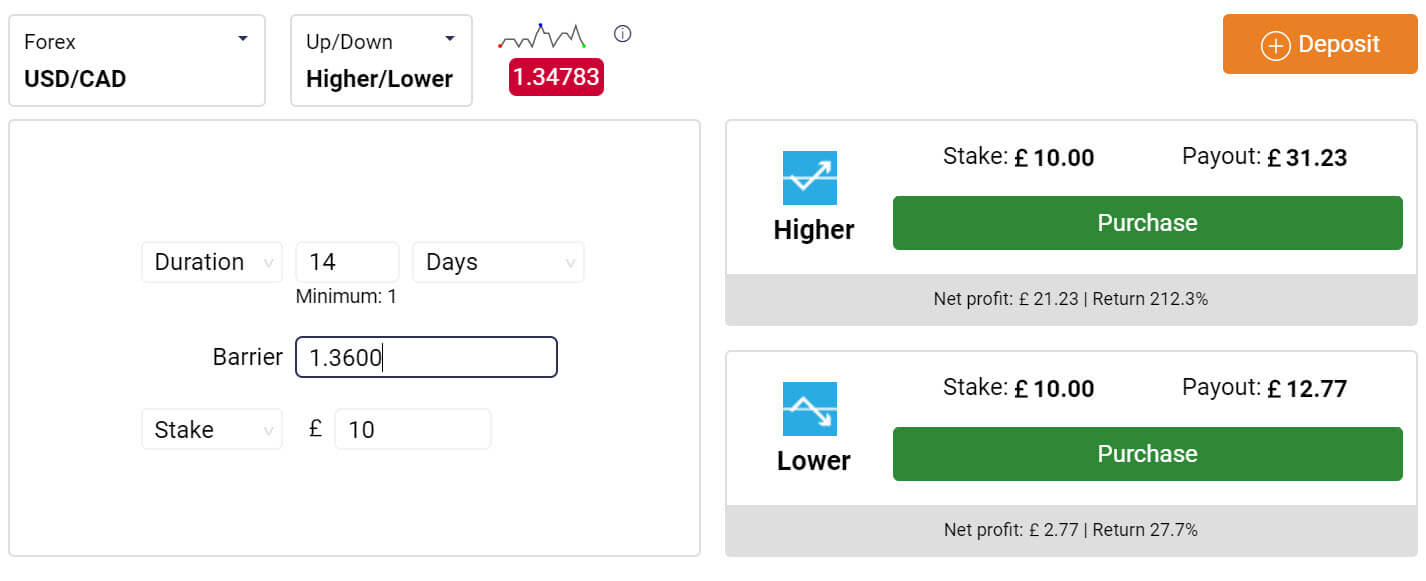 Forex
USD/CAD
Up/Down
Higher/Lower
1.34783
Deposit
Duration 14 Days
Minimum: 1
Barrier 1.3600
Stake £ 10
Stake: £ 10.00 Payout: £ 31.23
Higher
Purchase
Net profit: £ 21.23 | Return 212.3%
Stake: £ 10.00 Payout: £ 12.77
Lower
Purchase
Net profit: £ 2.77 | Return 27.7%